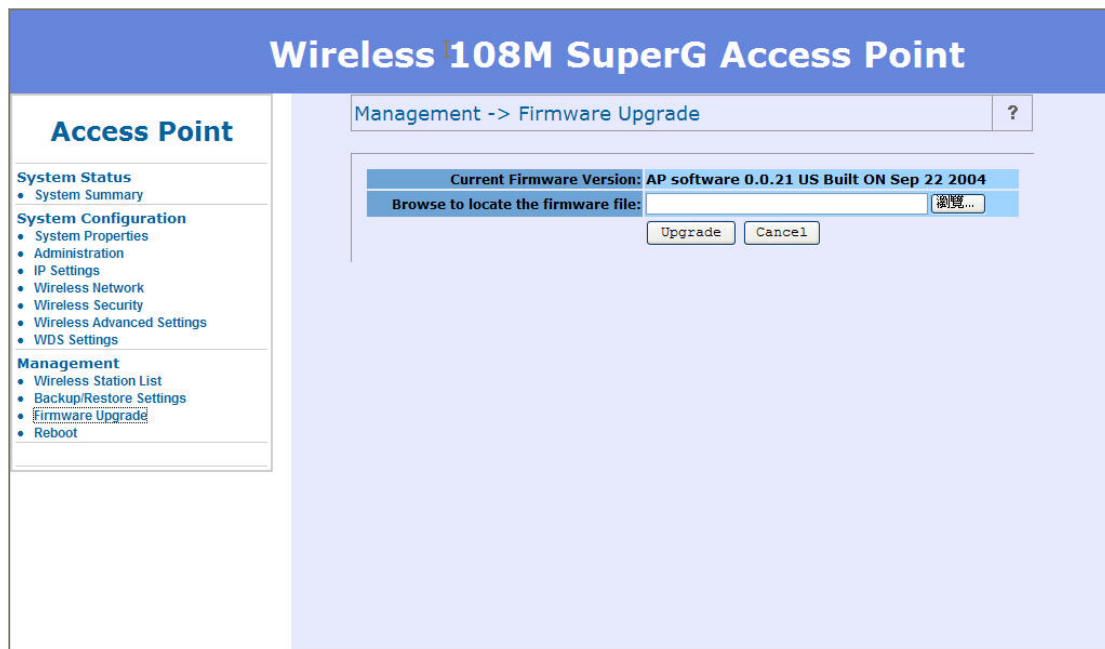 Wireless 108M SuperG Access Point
Access Point
System Status
System Summary
System Configuration
System Properties
Administration
IP Settings
Wireless Network
Wireless Security
Wireless Advanced Settings
WDS Settings
Management
Wireless Station List
Backup/Restore Settings
Firmware Upgrade
Reboot
Management -> Firmware Upgrade ?
Current Firmware Version: AP software 0.0.21 US Built ON Sep 22 2004
Browse to locate the firmware file: 瀏覽...
Upgrade Cancel